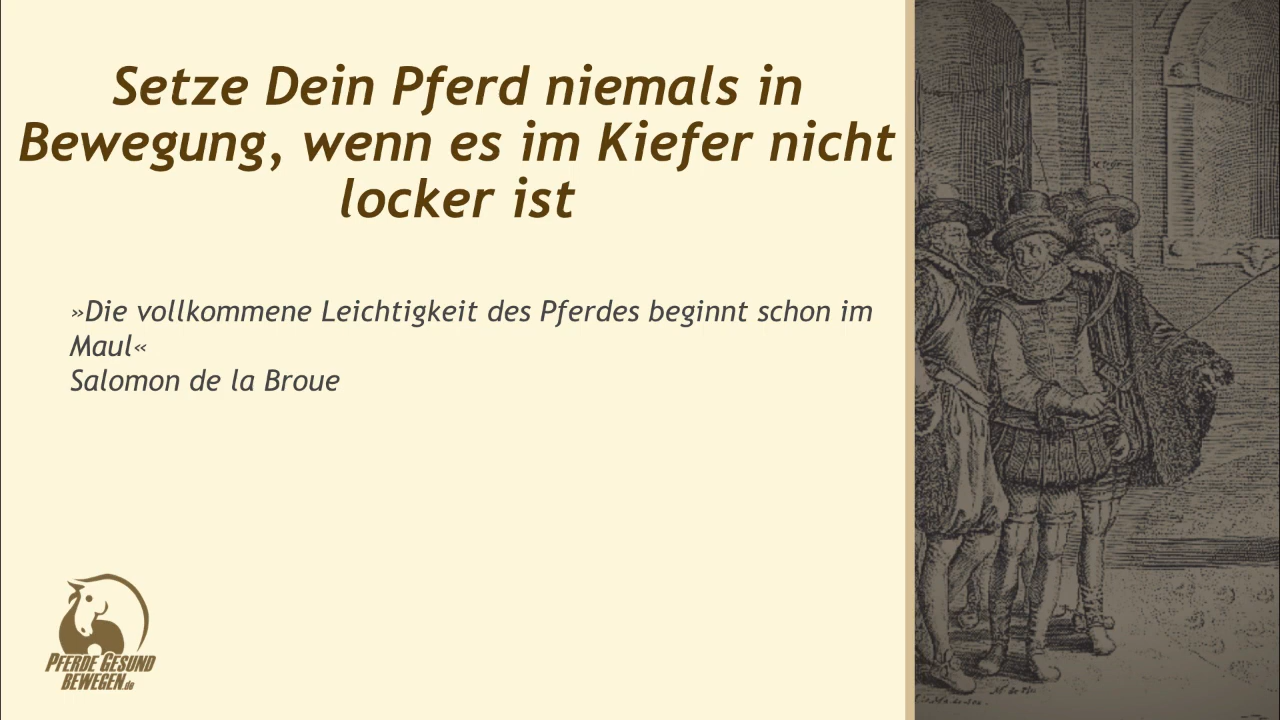 Setze Dein Pferd niemals in
Bewegung, wenn es im Kiefer nicht
locker ist
»Die vollkommene Leichtigkeit des Pferdes beginnt schon im
Maul«
Salomon de la Broue
PFERDE GESUND
BEWEGEN.de